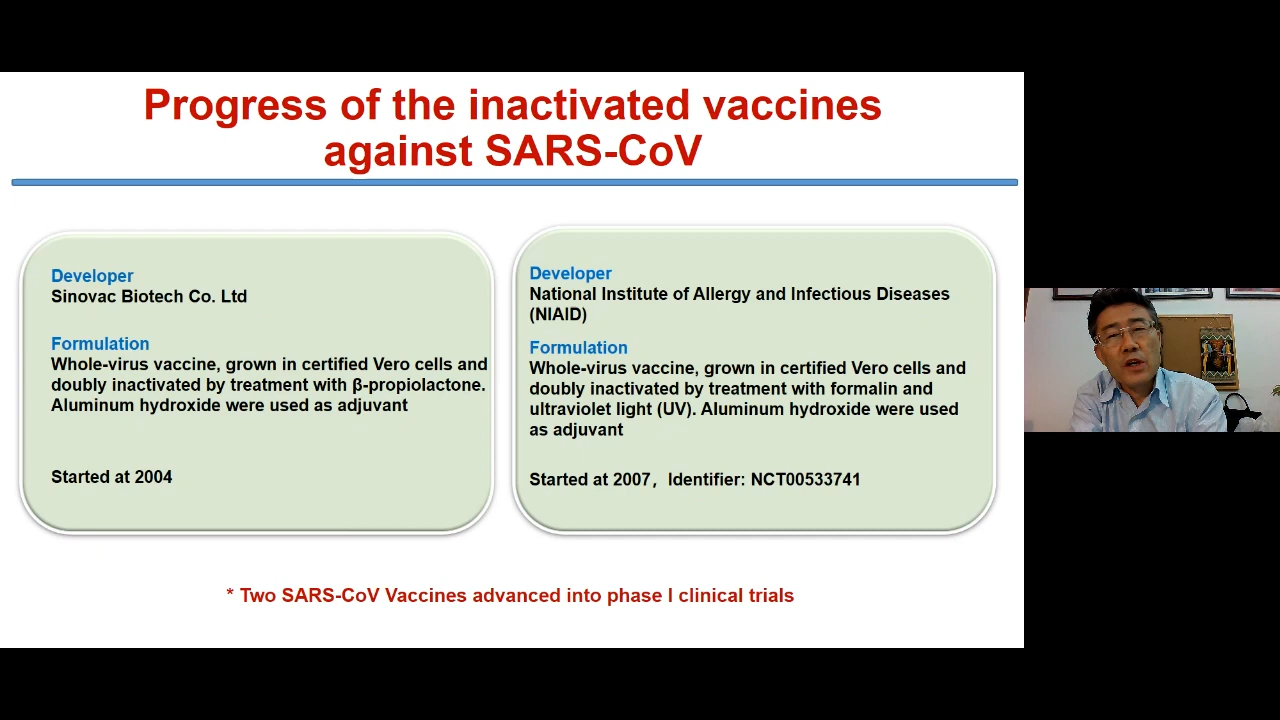 Progress of the inactivated vaccines
against SARS-CoV
Developer
Sinovac Biotech Co. Ltd
Formulation
Whole-virus vaccine, grown in certified Vero cells and
doubly inactivated by treatment with β-propiolactone.
Aluminum hydroxide were used as adjuvant
Started at 2004
Developer
National Institute of Allergy and Infectious Diseases
(NIAID)
Formulation
Whole-virus vaccine, grown in certified Vero cells and
doubly inactivated by treatment with formalin and
ultraviolet light (UV). Aluminum hydroxide were used
as adjuvant
Started at 2007，Identifier: NCT00533741
* Two SARS-CoV Vaccines advanced into phase I clinical trials